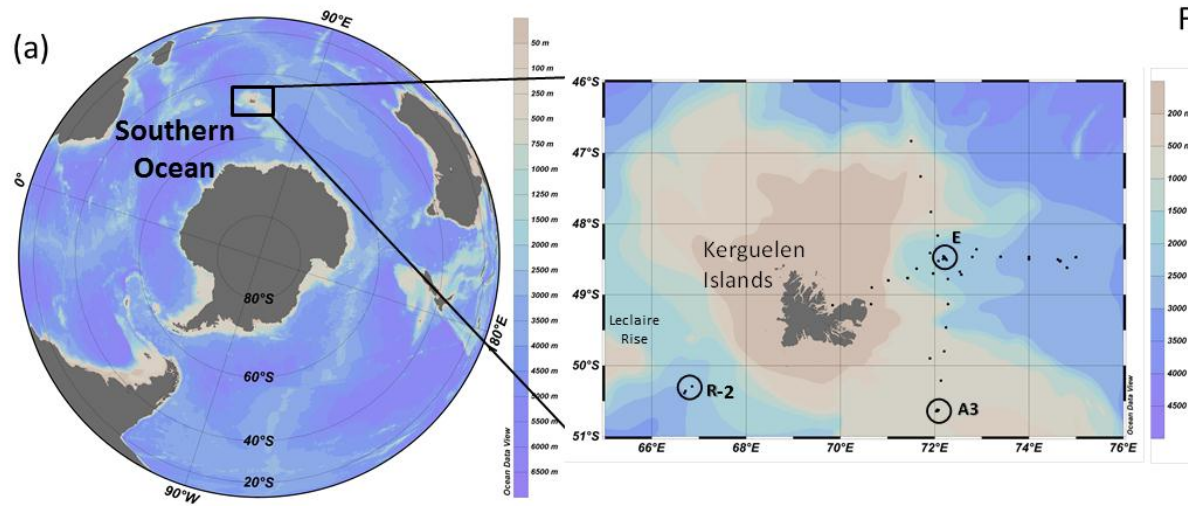 (a)
90°E
Southern
Ocean
0°
80°S
60°S
40°S
20°S
90°W
180°E
50 m
100 m
250 m
500 m
750 m
1000 m
1250 m
1500 m
2000 m
2500 m
3000 m
3500 m
4000 m
4500 m
5000 m
5500 m
6000 m
6500 m
Ocean Data View
F
46°S
47°S
48°S
49°S
50°S
51°S
66°E
68°E
70°E
72°E
74°E
76°E
E
Kerguelen
Islands
Leclaire
Rise
R-2
A3
Ocean Data View
200 m
500 m
1000
1500
2000
2500
3000
3500
4000
4500